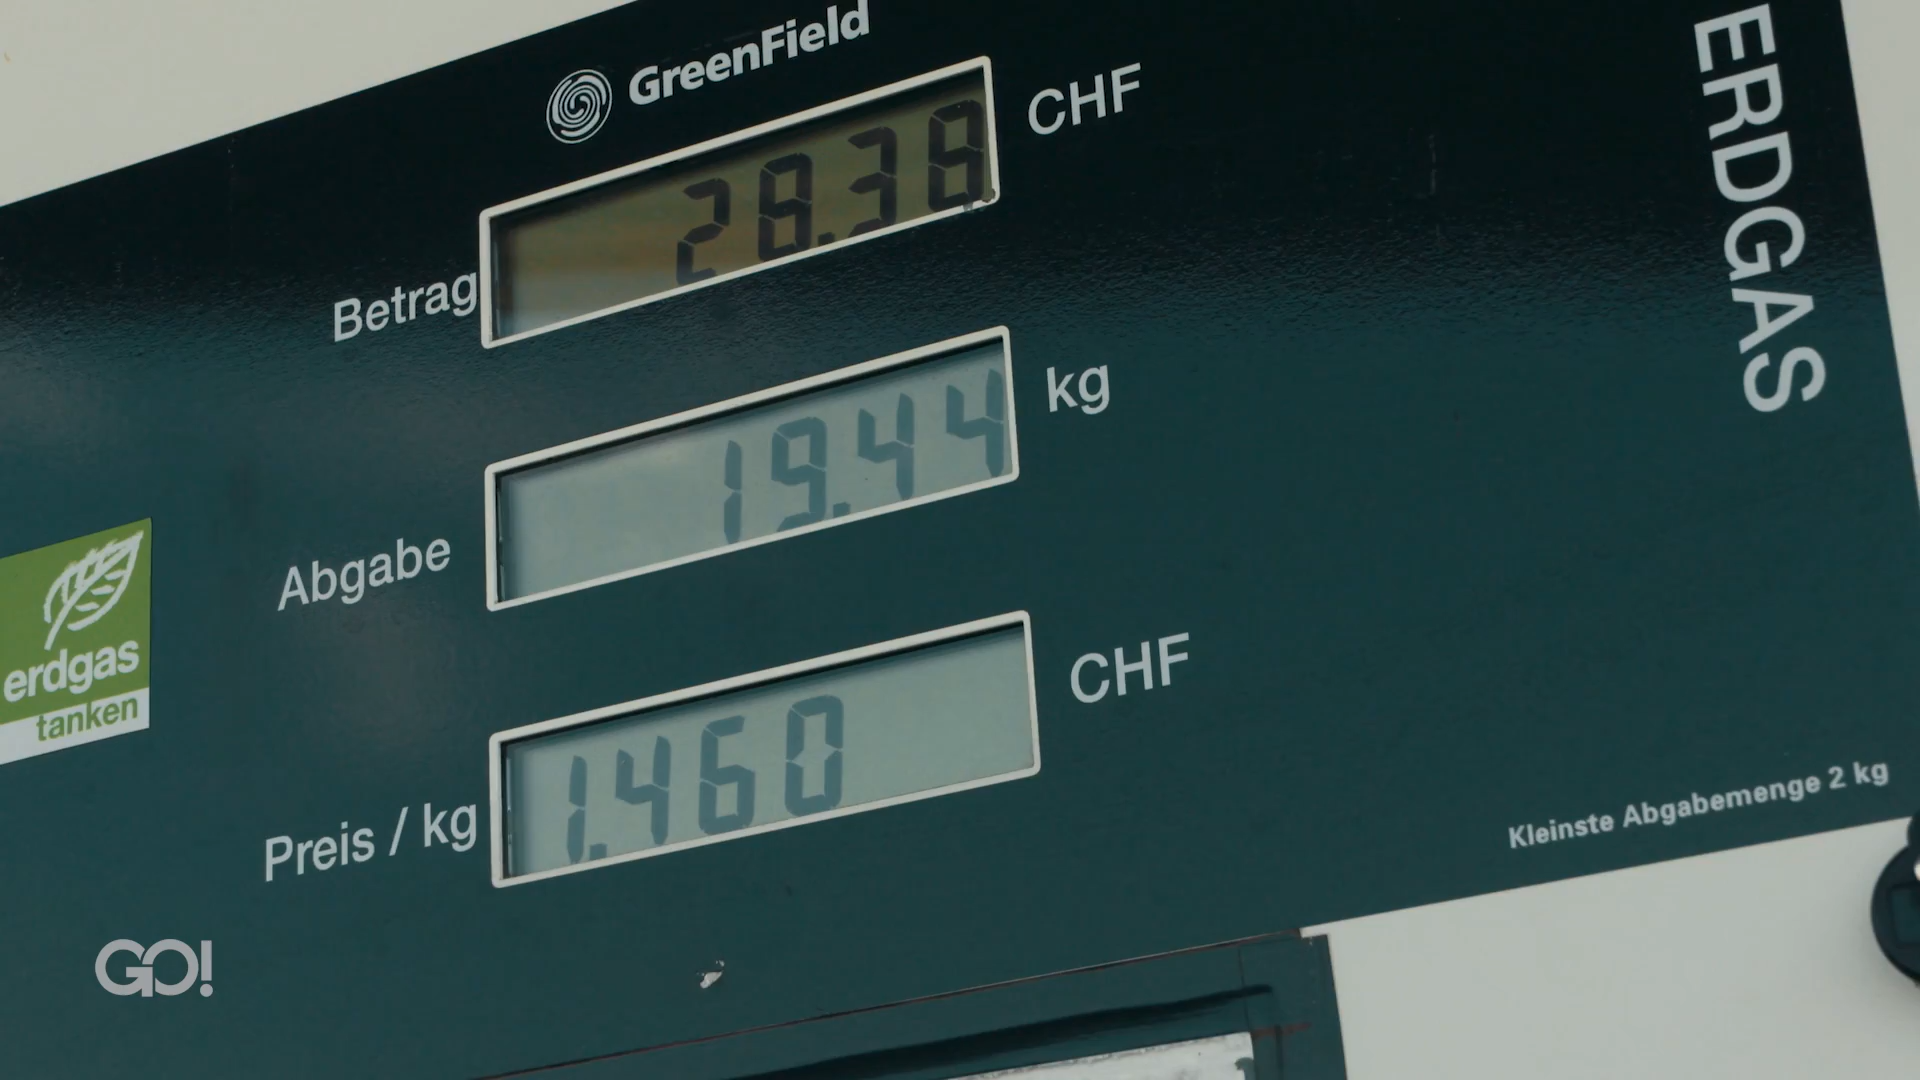 GreenField
Betrag 28.38 CHF
ERDGAS
Abgabe 19.44 kg
erdgas
tanken
Preis / kg 1.460 CHF
Kleinste Abgabemenge 2 kg
GO!